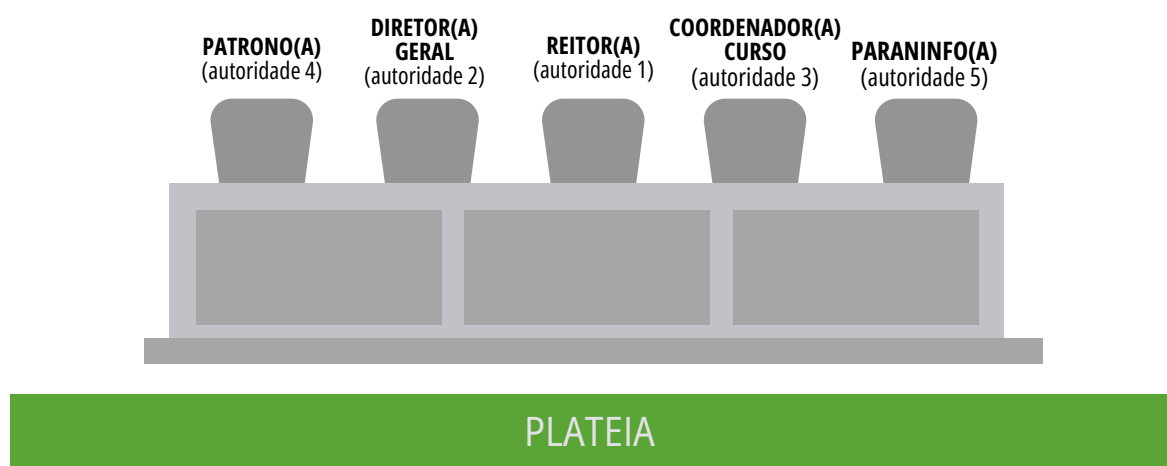 PATRONO(A)
(autoridade 4)
DIRETOR(A)
GERAL
(autoridade 2)
REITOR(A)
(autoridade 1)
COORDENADOR(A)
CURSO
(autoridade 3)
PARANINFO(A)
(autoridade 5)
PLATEIA